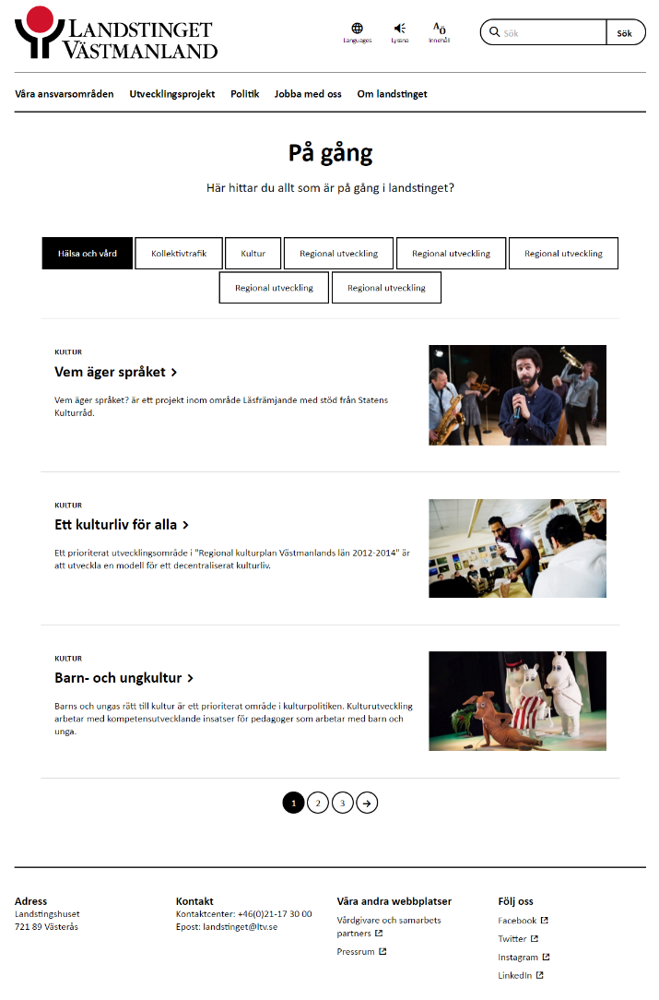 LANDSTINGET
VÄSTMANLAND
Languages
Lyssna
A Ö
Innehåll
Sök
Sök
Våra ansvarsområden
Utvecklingsprojekt
Politik
Jobba med oss
Om landstinget
På gång
Här hittar du allt som är på gång i landstinget?
Hälsa och vård
Kollektivtrafik
Kultur
Regional utveckling
Regional utveckling
Regional utveckling
Regional utveckling
Regional utveckling
KULTUR
Vem äger språket
Vem äger språket? är ett projekt inom område Läsfrämjande med stöd från Statens
Kulturråd.
KULTUR
Ett kulturliv för alla
Ett prioriterat utvecklingsområde i "Regional kulturplan Västmanlands län 2012-2014" är
att utveckla en modell för ett decentraliserat kulturliv.
KULTUR
Barn- och ungkultur
Barns och ungas rätt till kultur är ett prioriterat område i kulturpolitiken. Kulturutveckling
arbetar med kompetensutvecklande insatser för pedagoger som arbetar med barn och
unga.
1
2
3
Adress
Landstingshuset
721 89 Västerås
Kontakt
Kontaktcenter: +46(0)21-17 30 00
Epost: landstinget@ltv.se
Våra andra webbplatser
Vårdgivare och samarbets
partners
Pressrum
Följ oss
Facebook
Twitter
Instagram
LinkedIn